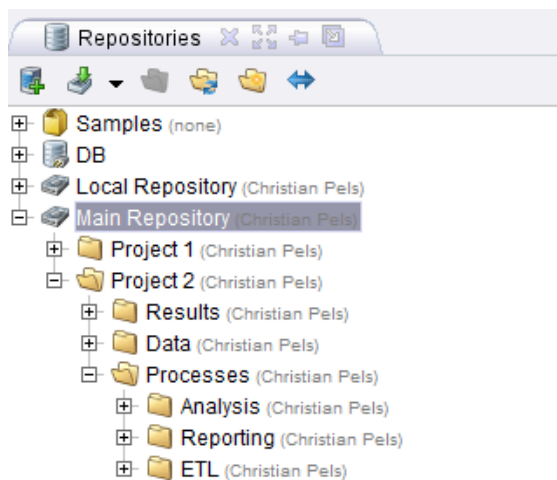 Repositories
Samples (none)
DB
Local Repository (Christian Pels)
Main Repository (Christian Pels)
Project 1 (Christian Pels)
Project 2 (Christian Pels)
Results (Christian Pels)
Data (Christian Pels)
Processes (Christian Pels)
Analysis (Christian Pels)
Reporting (Christian Pels)
ETL (Christian Pels)